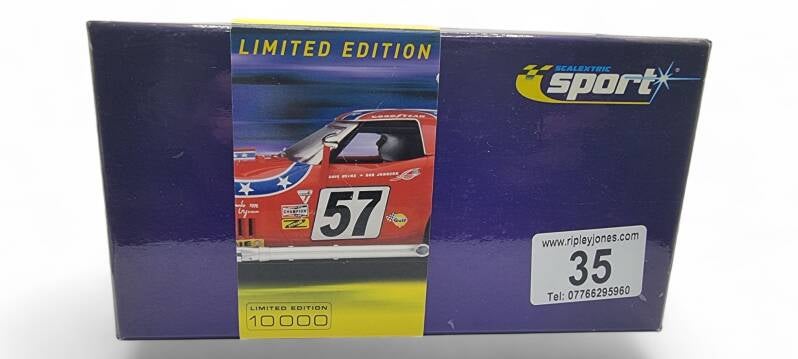 LIMITED EDITION
SCALEXTRIC
sport
GOODYEAR
DAVE HEINZ • BOB JOHNSON
CHAMPION
57
Gulf
LIMITED EDITION
10000
www.ripleyjones.com
35
Tel: 07766295960